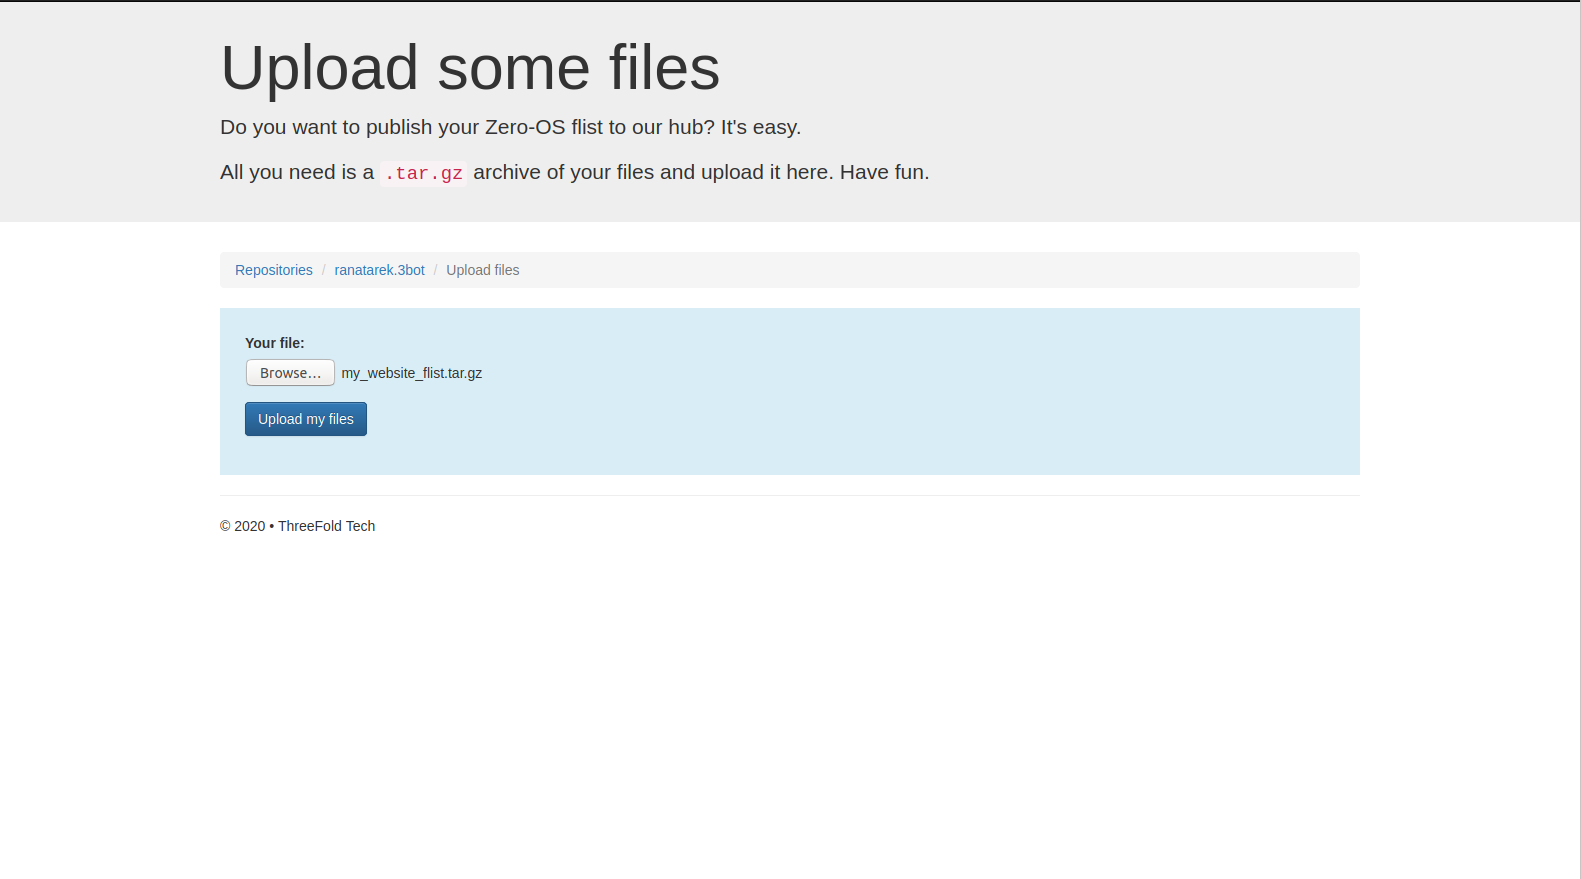 Upload some files
Do you want to publish your Zero-OS flist to our hub? It's easy.
All you need is a .tar.gz archive of your files and upload it here. Have fun.
Repositories / ranatarek.3bot / Upload files
Your file:
Browse... my_website_flist.tar.gz
Upload my files
© 2020 • ThreeFold Tech